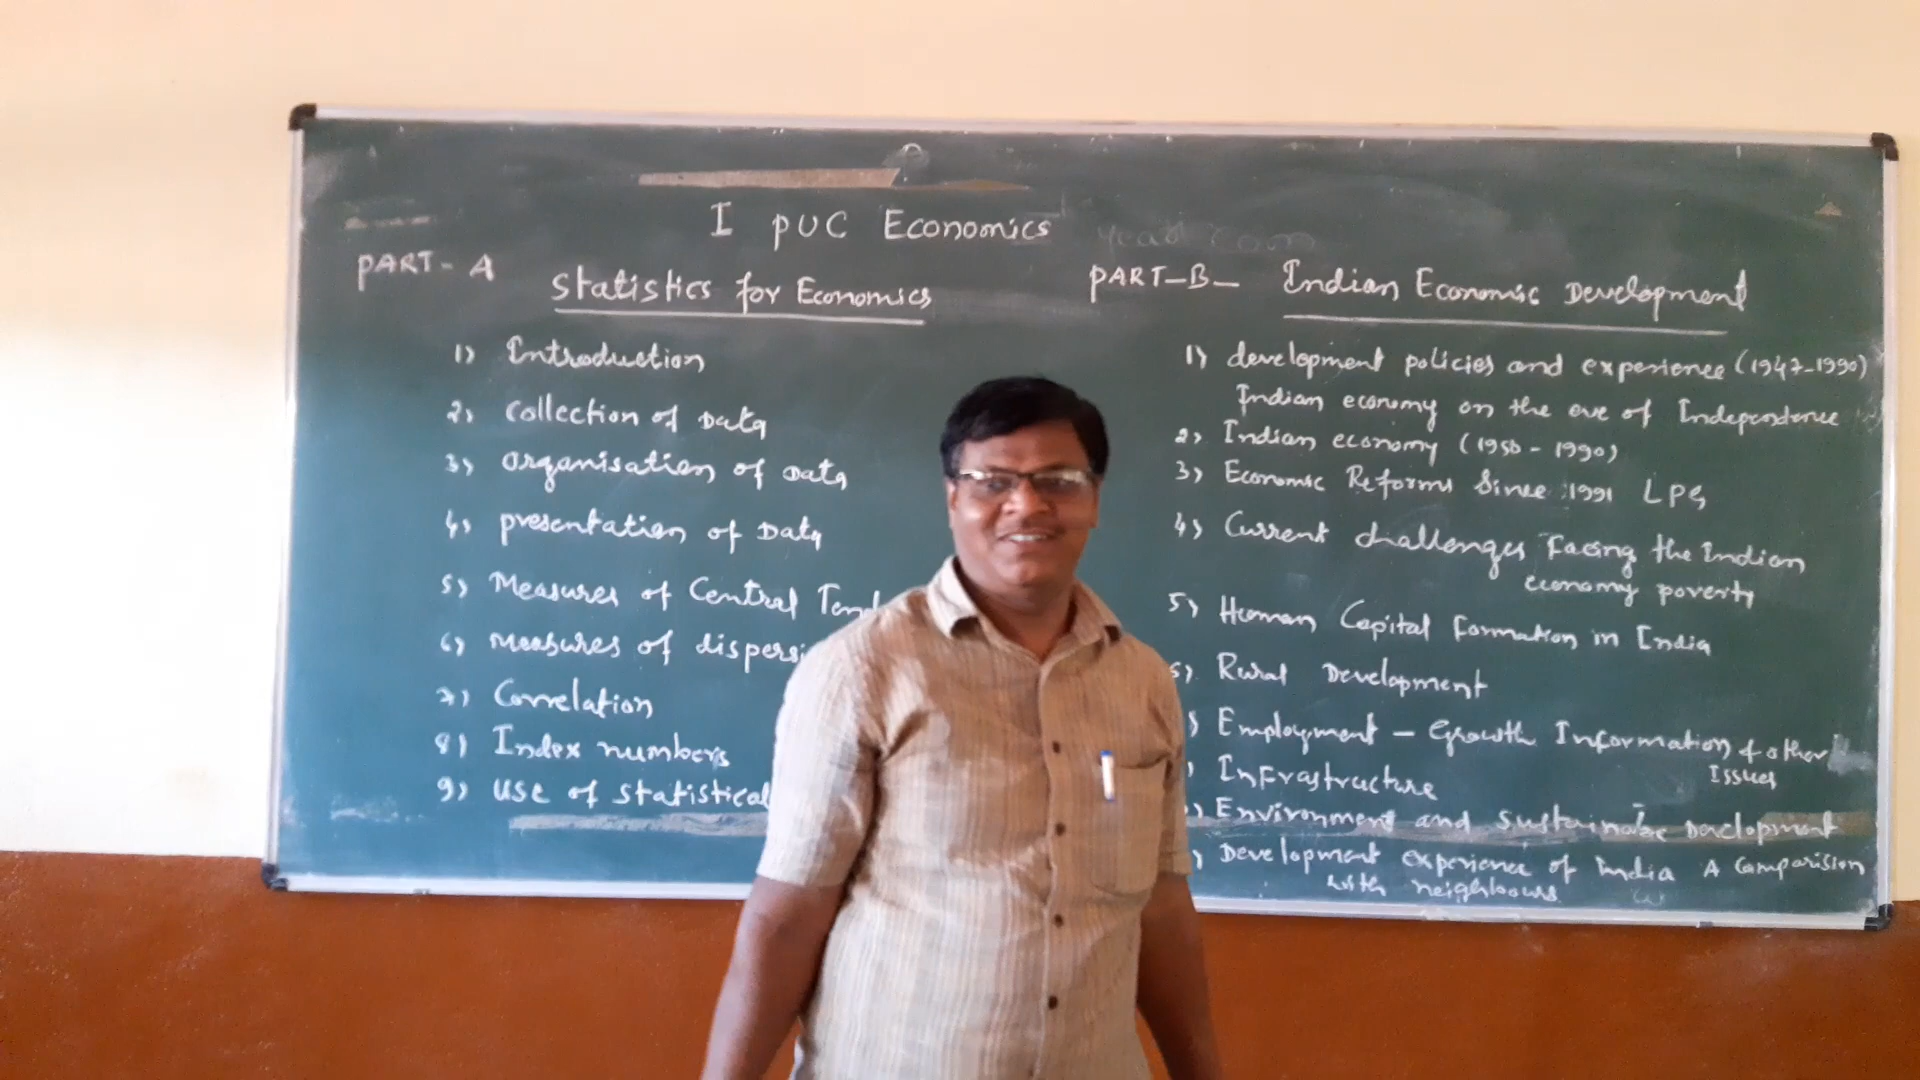 I PUC Economics
PART - A
Statistics for Economics
1) Introduction
2) collection of Data
3) organisation of Data
4) presentation of Data
5) Measures of Central Tend
6) measures of dispersi
7) Correlation
8) Index numbers
9) use of statistical
PART-B- Indian Economic Development
1) development policies and experience (1947-1990)
Indian economy on the eve of Independence
2) Indian economy (1950 - 1990)
3) Economic Reforms Since 1991 LPG
4) Current challenges Facing the Indian
economy poverty
5) Human Capital Formation in India
6) Rural Development
) Employment - Growth Information & other
Issues
) Infrastructure
) Environment and Sustainable Development
) Development experience of India A Comparision
with neighbours